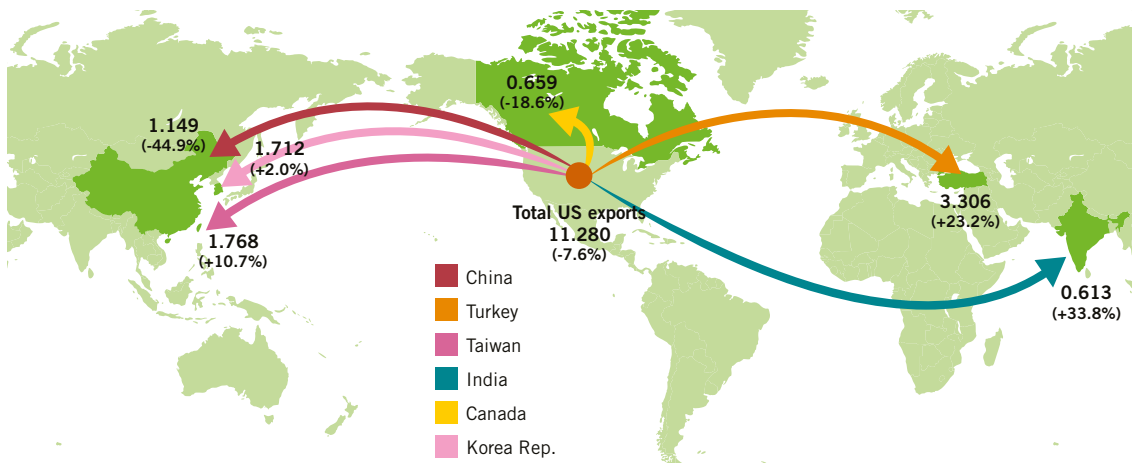 0.659
(-18.6%)
1.149
(-44.9%)
1.712
(+2.0%)
1.768
(+10.7%)
Total US exports
11.280
(-7.6%)
3.306
(+23.2%)
0.613
(+33.8%)
China
Turkey
Taiwan
India
Canada
Korea Rep.